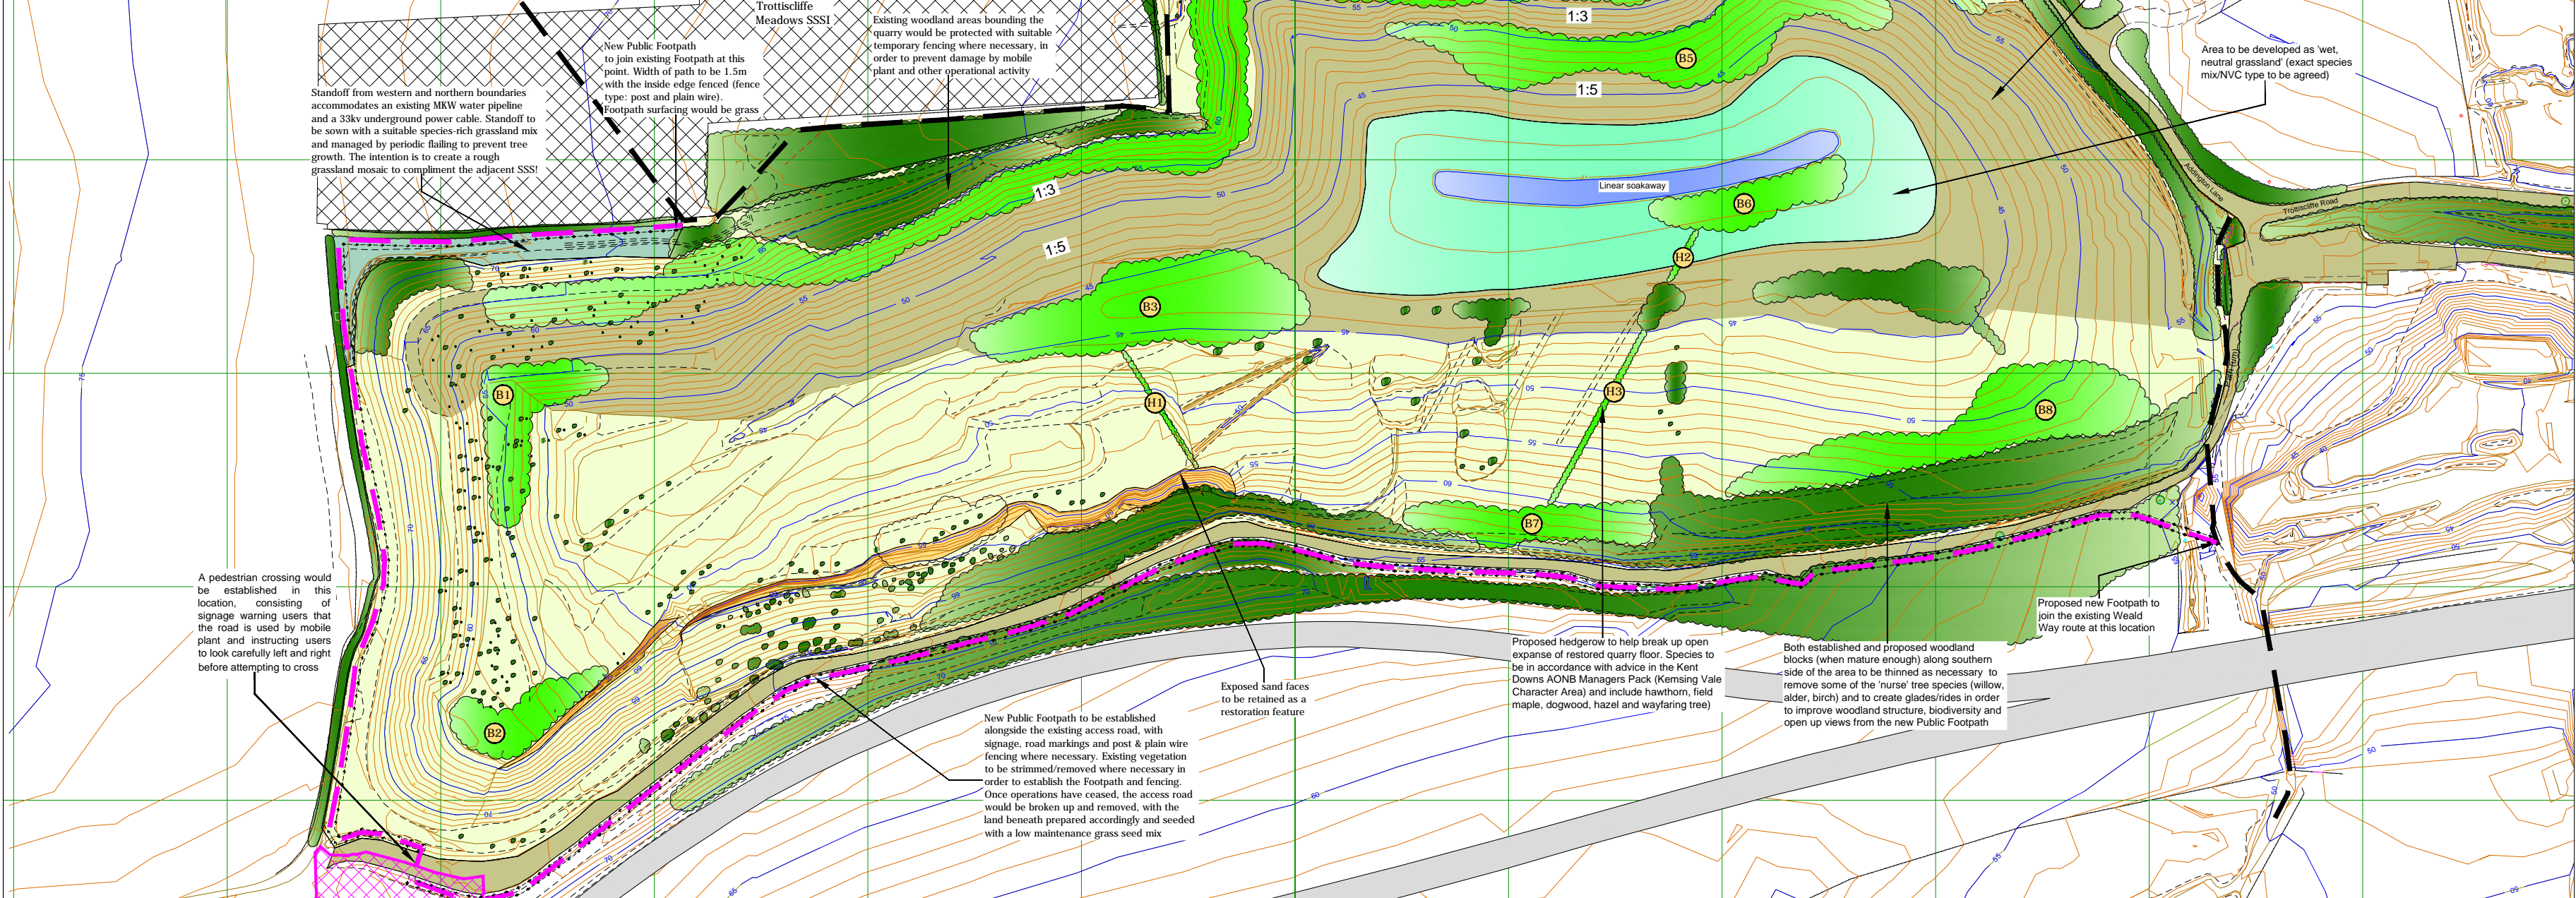 Trottiscliffe
Meadows SSSI
Existing woodland areas bounding the
quarry would be protected with suitable
temporary fencing where necessary, in
order to prevent damage by mobile
plant and other operational activity
New Public Footpath
to join existing Footpath at this
point. Width of path to be 1.5m
with the inside edge fenced (fence
type: post and plain wire).
Footpath surfacing would be grass
Standoff from western and northern boundaries
accommodates an existing MKW water pipeline
and a 33kv underground power cable. Standoff to
be sown with a suitable species-rich grassland mix
and managed by periodic flailing to prevent tree
growth. The intention is to create a rough
grassland mosaic to compliment the adjacent SSS!
Area to be developed as 'wet,
neutral grassland' (exact species
mix/NVC type to be agreed)
1:3
1:5
1:3
1:5
B5
Linear soakaway
B6
H2
B3
B1
H1
H3
B8
B7
B2
Addington Lane
Trottiscliffe Road
A pedestrian crossing would
be established in this
location, consisting of
signage warning users that
the road is used by mobile
plant and instructing users
to look carefully left and right
before attempting to cross
New Public Footpath to be established
alongside the existing access road, with
signage, road markings and post & plain wire
fencing where necessary. Existing vegetation
to be strimmed/removed where necessary in
order to establish the Footpath and fencing.
Once operations have ceased, the access road
would be broken up and removed, with the
land beneath prepared accordingly and seeded
with a low maintenance grass seed mix
Exposed sand faces
to be retained as a
restoration feature
Proposed hedgerow to help break up open
expanse of restored quarry floor. Species to
be in accordance with advice in the Kent
Downs AONB Managers Pack (Kemsing Vale
Character Area) and include hawthorn, field
maple, dogwood, hazel and wayfaring tree)
Both established and proposed woodland
blocks (when mature enough) along southern
side of the area to be thinned as necessary to
remove some of the 'nurse' tree species (willow,
alder, birch) and to create glades/rides in order
to improve woodland structure, biodiversity and
open up views from the new Public Footpath
Proposed new Footpath to
join the existing Weald
Way route at this location